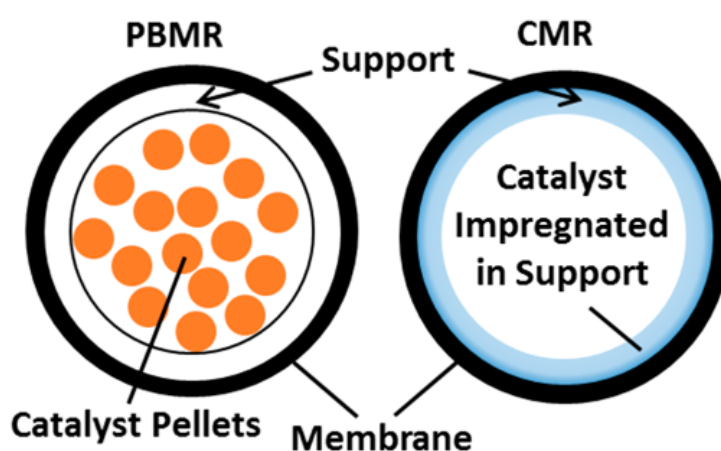 PBMR
CMR
Support
Catalyst
Impregnated
in Support
Catalyst Pellets
Membrane